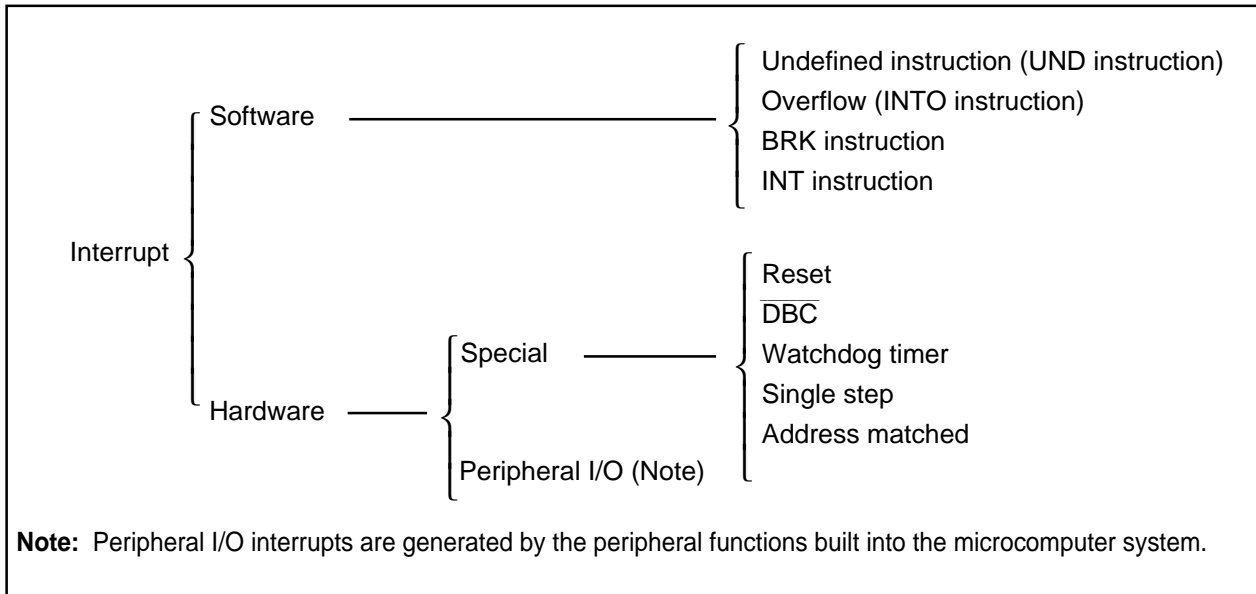 Interrupt
Software
Undefined instruction (UND instruction)
Overflow (INTO instruction)
BRK instruction
INT instruction
Hardware
Special
Reset
D̅B̅C̅
Watchdog timer
Single step
Address matched
Peripheral I/O (Note)
Note: Peripheral I/O interrupts are generated by the peripheral functions built into the microcomputer system.